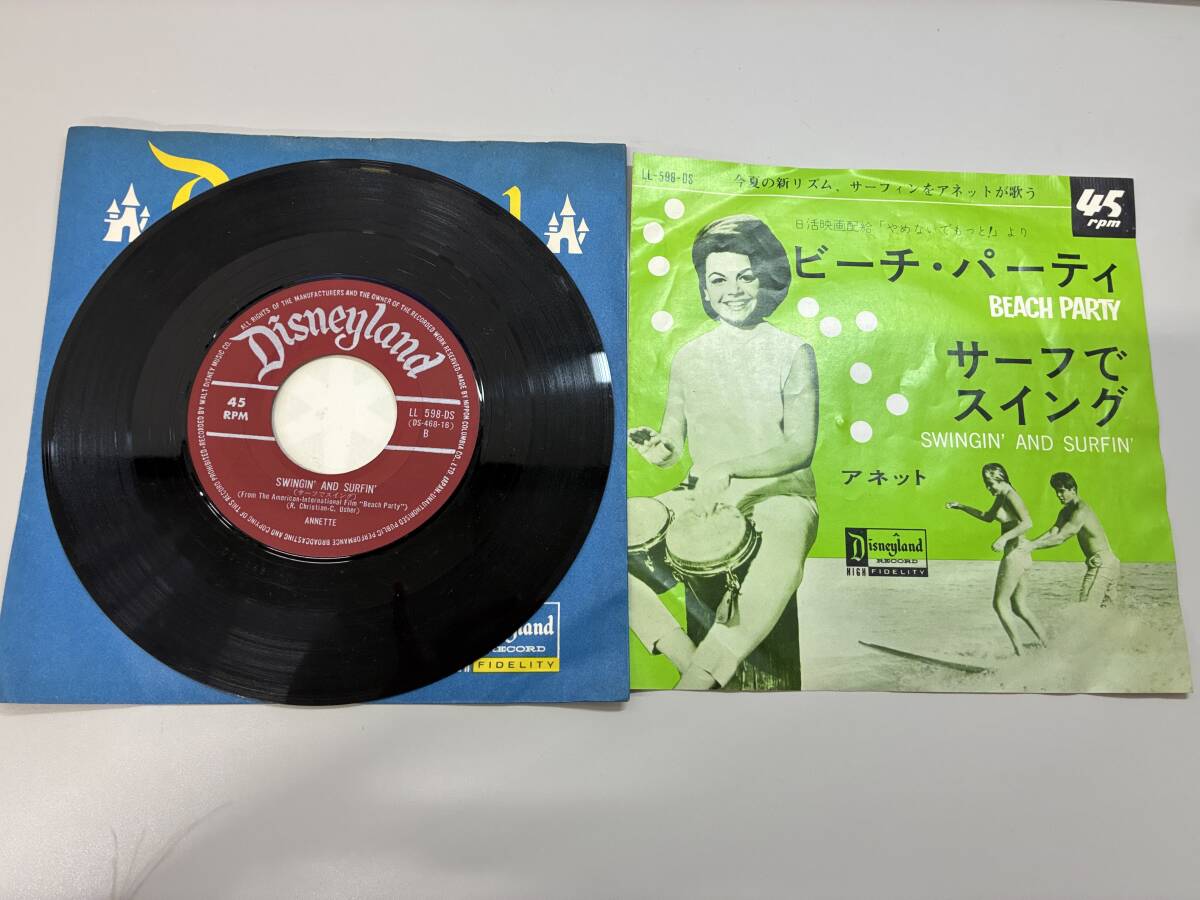 Disneyland
45
RPM
LL 598-DS
(DS-468-16)
B
SWINGIN' AND SURFIN'
(サーフでスイング)
(From The American-International Film "Beach Party")
(R. Christian-C. Usher)
ANNETTE
ALL RIGHTS OF THE MANUFACTURERS AND THE OWNER OF THE RECORDED WORK RESERVED・MADE BY NIPPON COLUMBIA CO., LTD JAPAN・UNAUTHORISED PUBLIC PERFORMANCE BROADCASTING AND COPYING OF THIS RECORD PROHIBITED・RECORDED BY WALT DISNEY MUSIC CO.
RECORD
FIDELITY
LL-598-DS
今夏の新リズム、サーフィンをアネットが歌う
45
rpm
日活映画配給「やめないでもっと!」より
ビーチ・パーティ
BEACH PARTY
サーフで
スイング
SWINGIN' AND SURFIN'
アネット
Disneyland
RECORD
HIGH FIDELITY